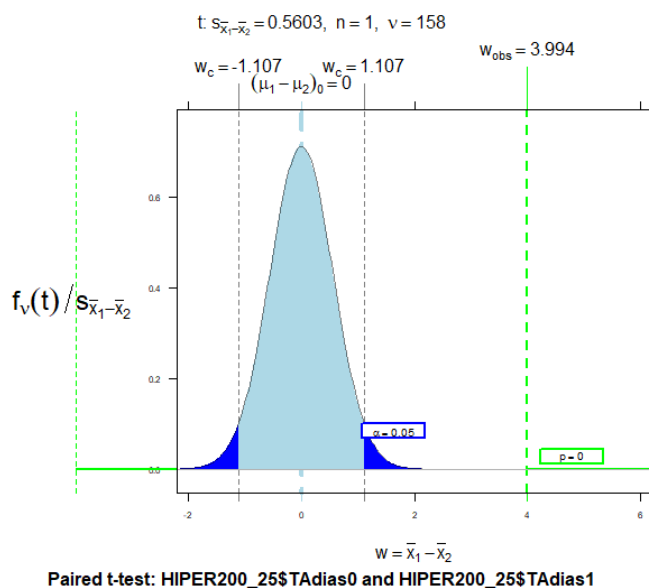 t: s x̅₁−x̅₂ = 0.5603, n = 1, ν = 158
w_c = -1.107 w_c = 1.107 w_obs = 3.994
(μ₁ − μ₂)₀ = 0
0.6
0.4
f_ν(t) / s x̅₁−x̅₂
0.2
α = 0.05
p = 0
0.0
-2 0 2 4 6
w = x̅₁ − x̅₂
Paired t-test: HIPER200_25$TAdias0 and HIPER200_25$TAdias1